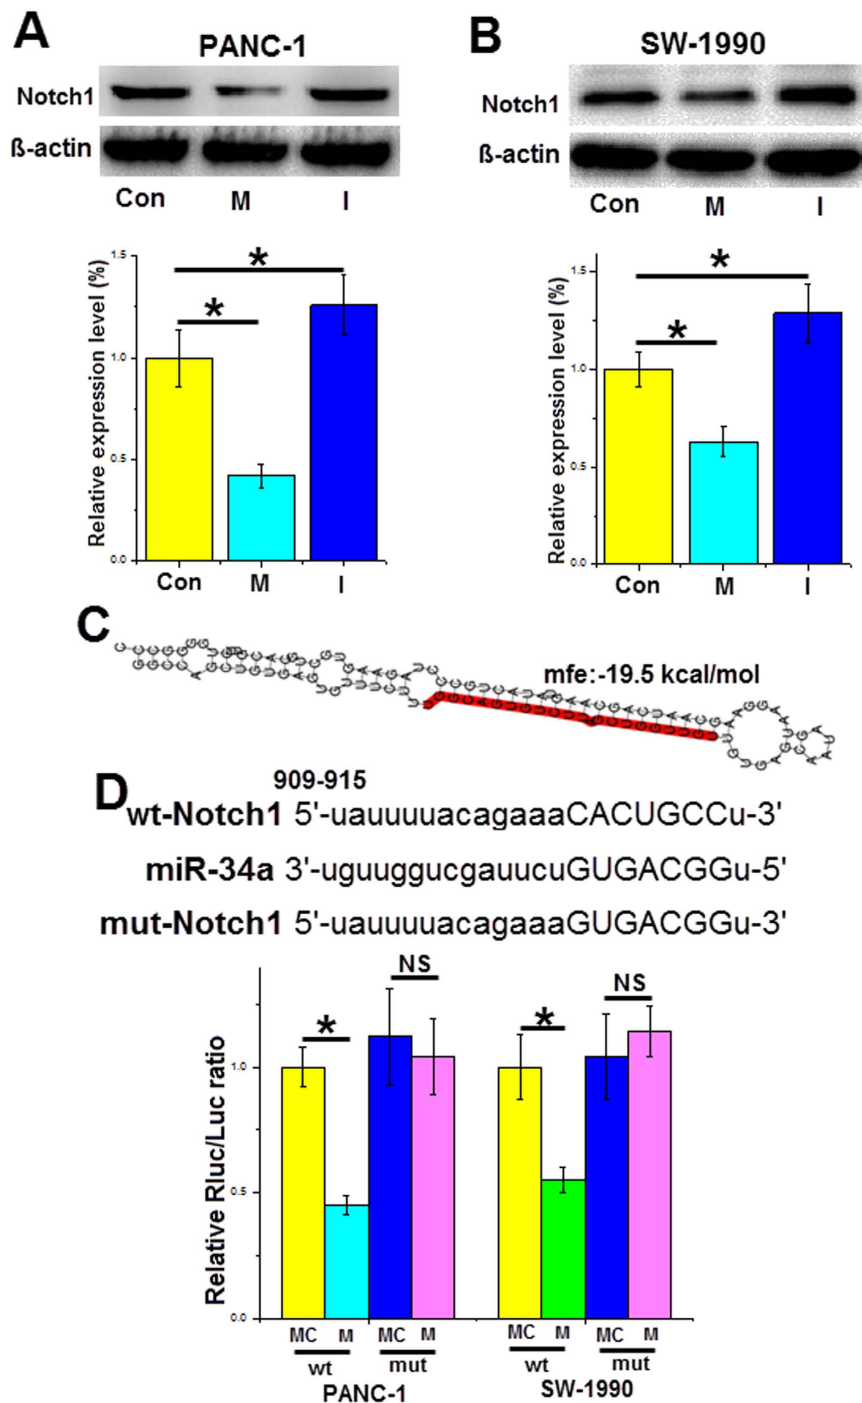 A
PANC-1
Notch1
ß-actin
Con M I
Relative expression level (%)
1.5
1.0
0.5
0.0
*
*
Con M I
B
SW-1990
Notch1
ß-actin
Con M I
Relative expression level (%)
1.5
1.0
0.5
0.0
*
*
Con M I
C
mfe:-19.5 kcal/mol
D
909-915
wt-Notch1 5'-uauuuuacagaaaCACUGCCu-3'
miR-34a 3'-uguuggucgauucuGUGACGGu-5'
mut-Notch1 5'-uauuuuacagaaaGUGACGGu-3'
Relative Rluc/Luc ratio
1.0
0.5
0.0
* NS * NS
MC M MC M MC M MC M
wt mut wt mut
PANC-1 SW-1990